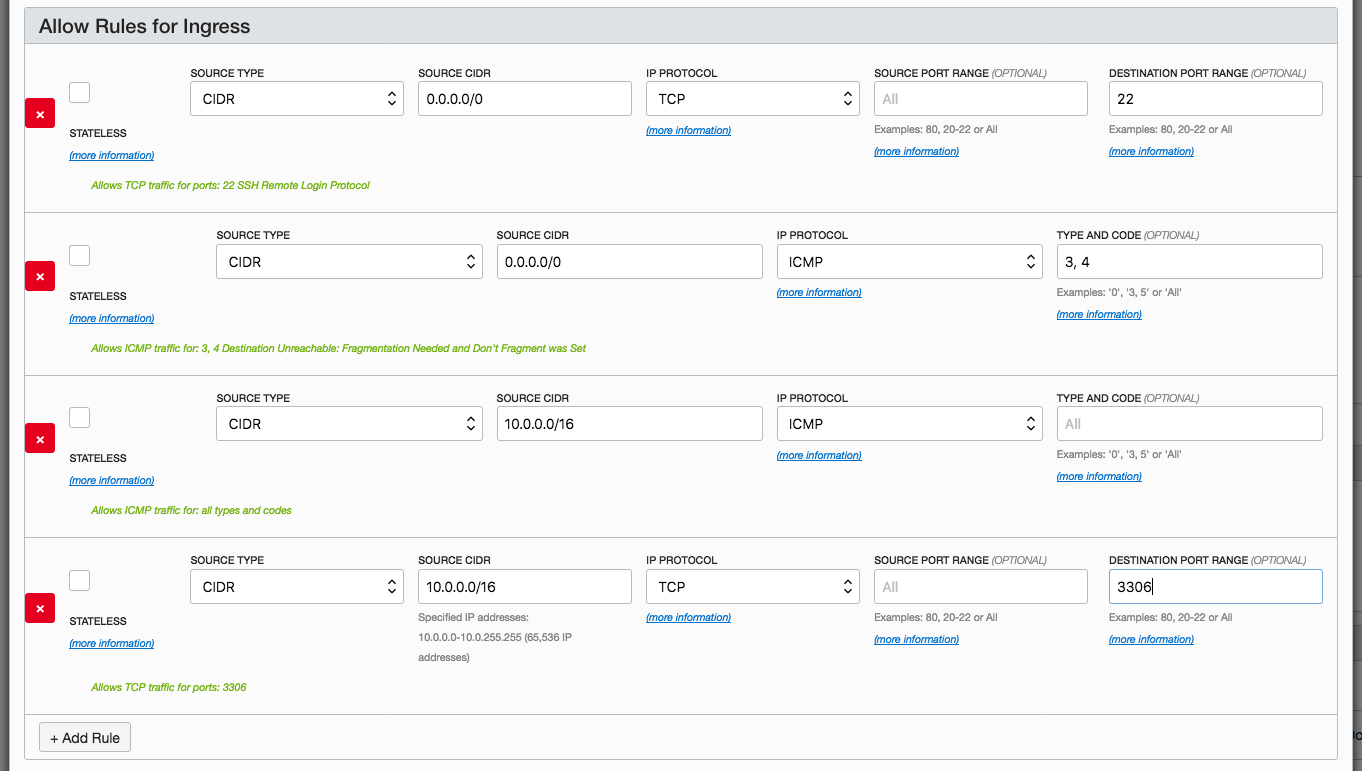 Allow Rules for Ingress
SOURCE TYPE SOURCE CIDR IP PROTOCOL SOURCE PORT RANGE (OPTIONAL) DESTINATION PORT RANGE (OPTIONAL)
CIDR 0.0.0.0/0 TCP All 22
×
STATELESS (more information) Examples: 80, 20-22 or All Examples: 80, 20-22 or All
(more information) (more information) (more information)
Allows TCP traffic for ports: 22 SSH Remote Login Protocol
SOURCE TYPE SOURCE CIDR IP PROTOCOL TYPE AND CODE (OPTIONAL)
CIDR 0.0.0.0/0 ICMP 3, 4
×
STATELESS (more information) Examples: '0', '3, 5' or 'All'
(more information) (more information)
Allows ICMP traffic for: 3, 4 Destination Unreachable: Fragmentation Needed and Don't Fragment was Set
SOURCE TYPE SOURCE CIDR IP PROTOCOL TYPE AND CODE (OPTIONAL)
CIDR 10.0.0.0/16 ICMP All
×
STATELESS (more information) Examples: '0', '3, 5' or 'All'
(more information) (more information)
Allows ICMP traffic for: all types and codes
SOURCE TYPE SOURCE CIDR IP PROTOCOL SOURCE PORT RANGE (OPTIONAL) DESTINATION PORT RANGE (OPTIONAL)
CIDR 10.0.0.0/16 TCP All 3306
×
STATELESS Specified IP addresses: (more information) Examples: 80, 20-22 or All Examples: 80, 20-22 or All
(more information) 10.0.0.0-10.0.255.255 (65,536 IP (more information) (more information)
addresses)
Allows TCP traffic for ports: 3306
+ Add Rule